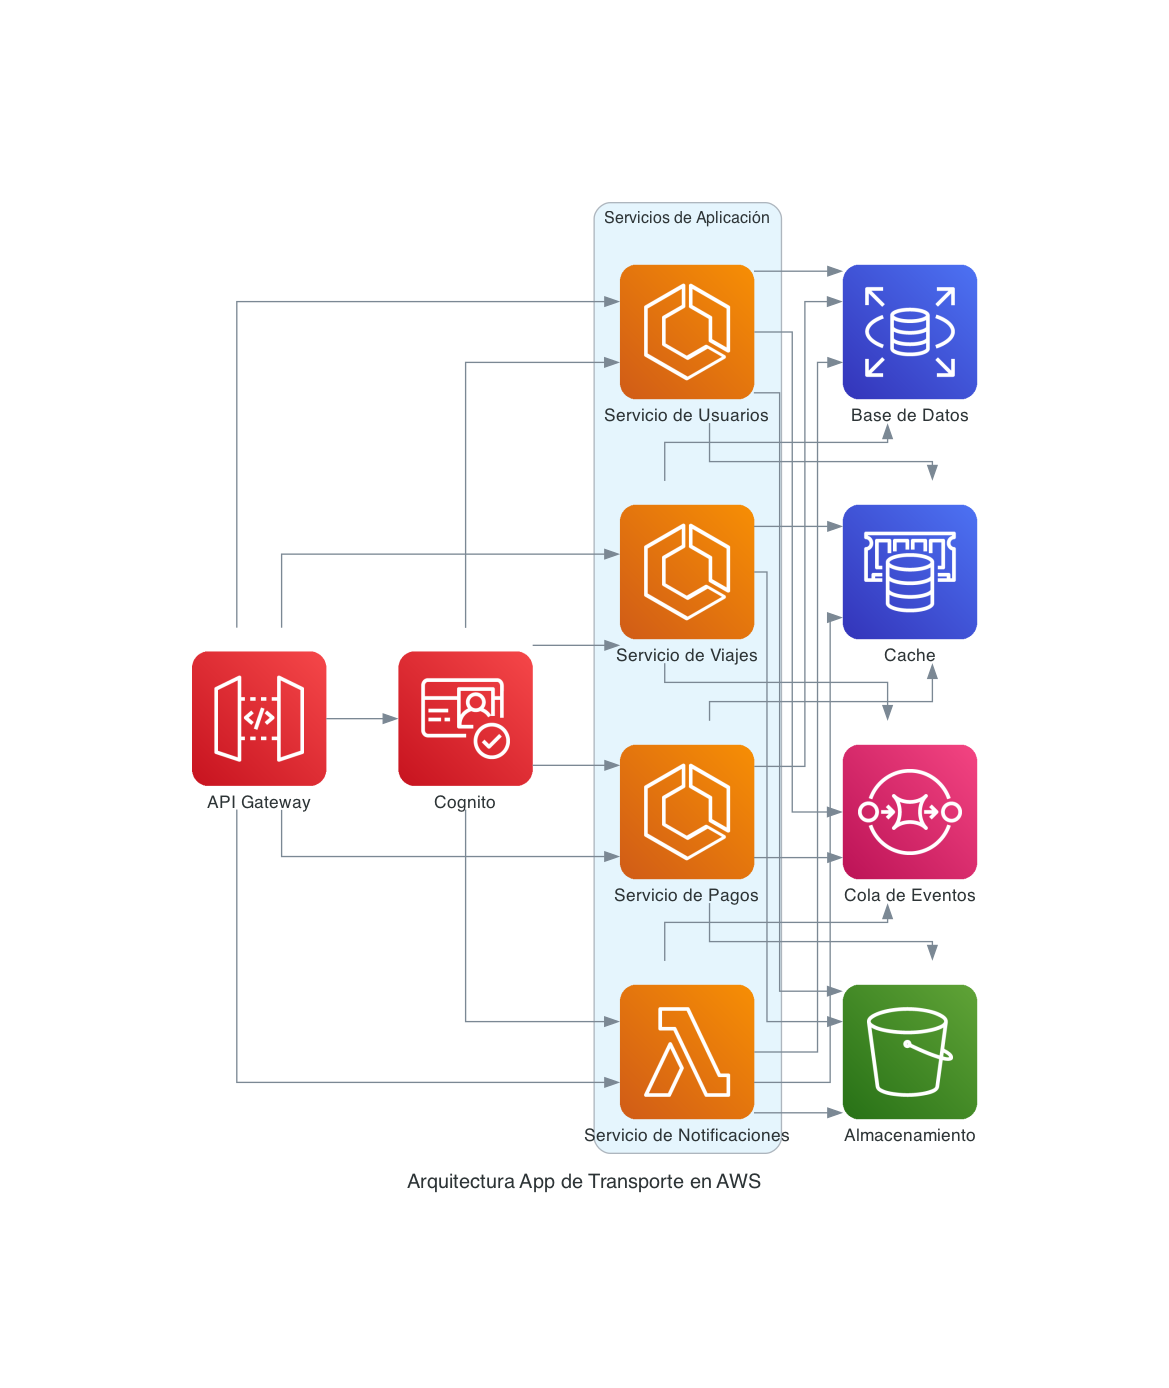 Servicios de Aplicación
Servicio de Usuarios
Base de Datos
Servicio de Viajes
Cache
API Gateway
Cognito
Servicio de Pagos
Cola de Eventos
Servicio de Notificaciones
Almacenamiento
Arquitectura App de Transporte en AWS